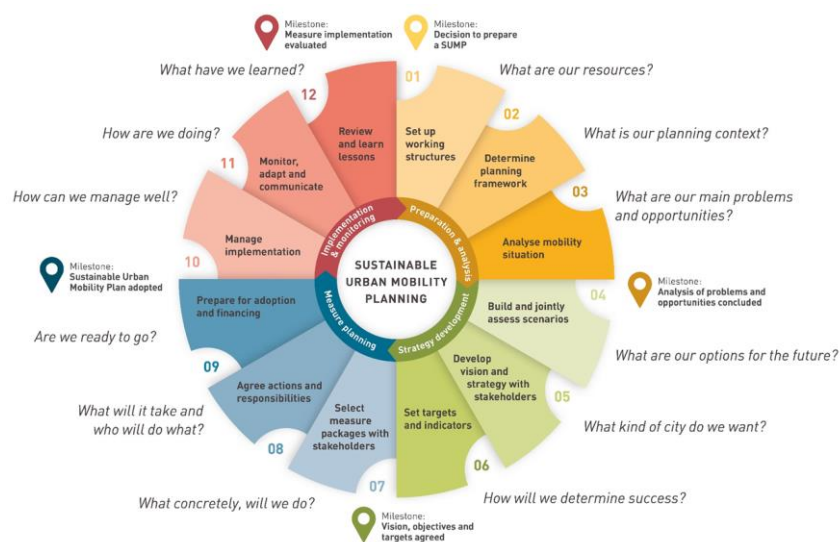 Milestone:
Measure implementation
evaluated
Milestone:
Decision to prepare
a SUMP
What have we learned?
12
Review
and learn
lessons
01
Set up
working
structures
What are our resources?
02
Determine
planning
framework
What is our planning context?
03
Analyse mobility
situation
What are our main problems
and opportunities?
Milestone:
Analysis of problems and
opportunities concluded
04
Build and jointly
assess scenarios
What are our options for the future?
05
Develop
vision and
strategy with
stakeholders
What kind of city do we want?
06
Set targets
and indicators
How will we determine success?
Milestone:
Vision, objectives and
targets agreed
07
Select
measure
packages with
stakeholders
What concretely, will we do?
08
Agree actions and
responsibilities
What will it take and
who will do what?
09
Prepare for adoption
and financing
Are we ready to go?
Milestone:
Sustainable Urban
Mobility Plan adopted
10
Manage
implementation
How can we manage well?
11
Monitor,
adapt and
communicate
How are we doing?
Implementation
& monitoring
Preparation & analysis
Strategy development
Measure planning
SUSTAINABLE
URBAN MOBILITY
PLANNING